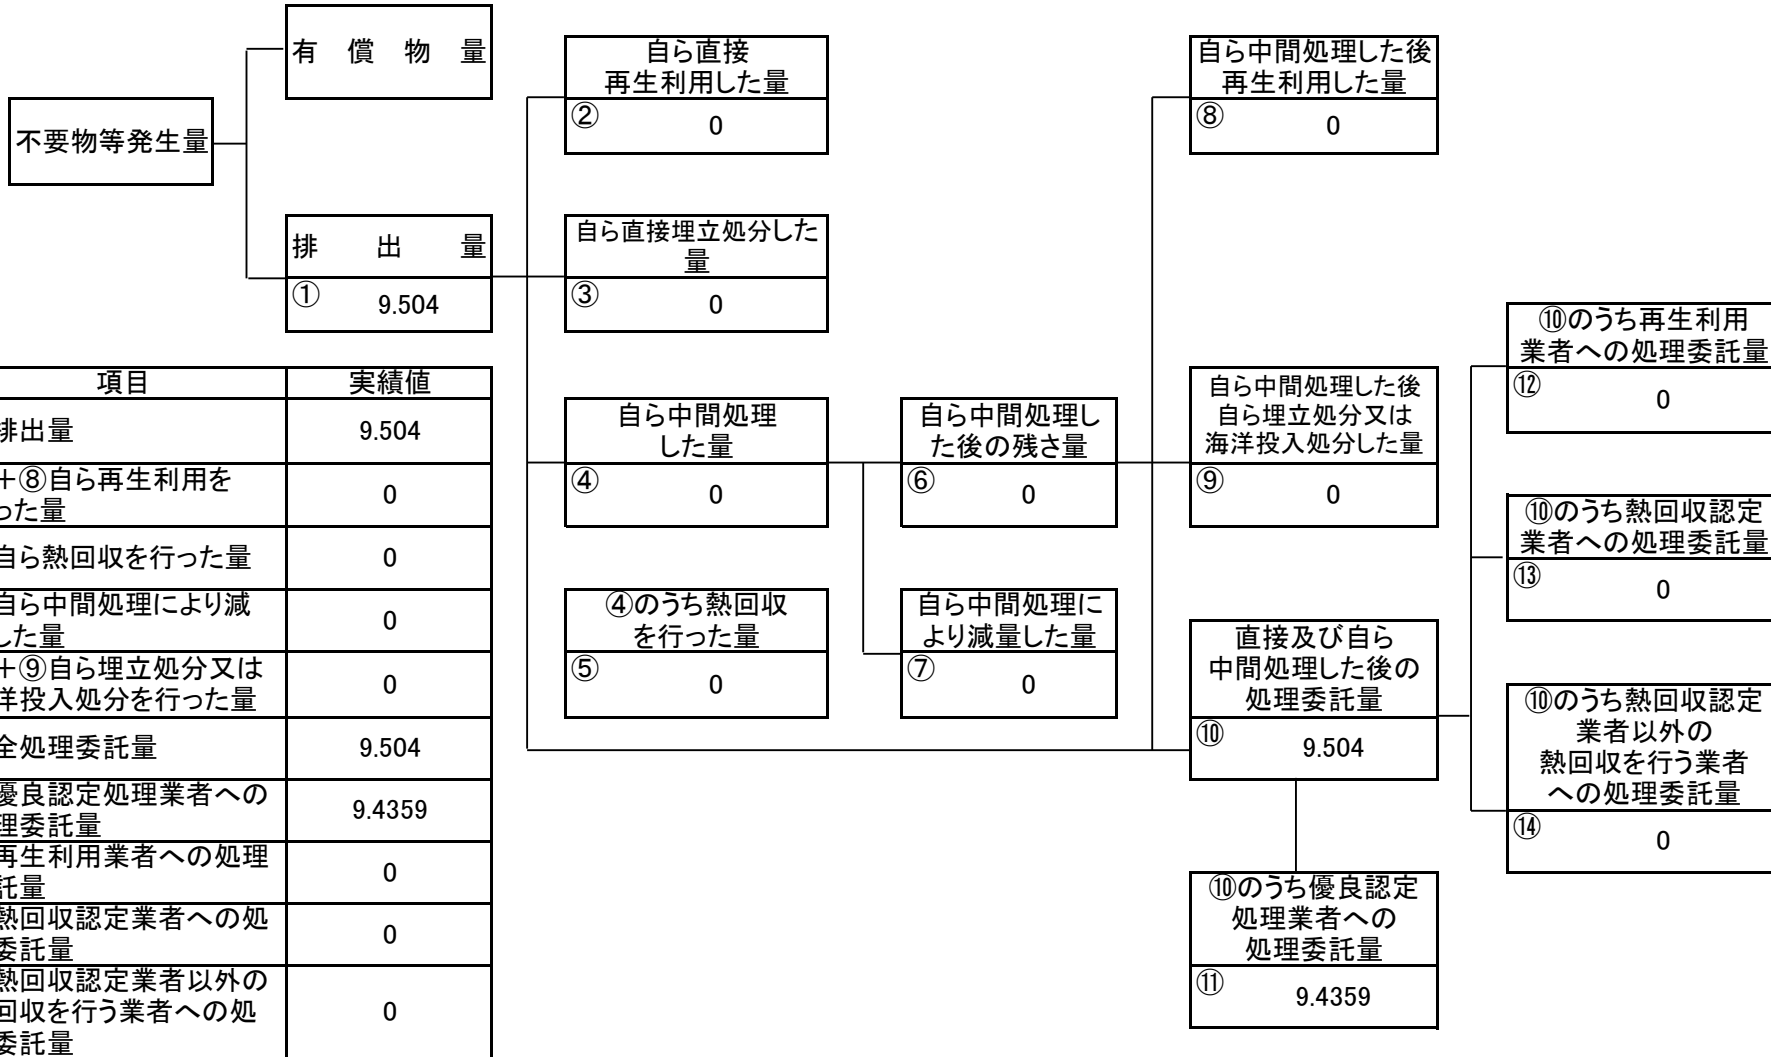 有償物量
不要物等発生量
排出量
① 9.504
自ら直接
再生利用した量
② 0
自ら直接埋立処分した
量
③ 0
自ら中間処理
した量
④ 0
④のうち熱回収
を行った量
⑤ 0
自ら中間処理し
た後の残さ量
⑥ 0
自ら中間処理に
より減量した量
⑦ 0
自ら中間処理した後
再生利用した量
⑧ 0
自ら中間処理した後
自ら埋立処分又は
海洋投入処分した量
⑨ 0
直接及び自ら
中間処理した後の
処理委託量
⑩ 9.504
⑩のうち優良認定
処理業者への
処理委託量
⑪ 9.4359
⑩のうち再生利用
業者への処理委託量
⑫ 0
⑩のうち熱回収認定
業者への処理委託量
⑬ 0
⑩のうち熱回収認定
業者以外の
熱回収を行う業者
への処理委託量
⑭ 0
項目 実績値
排出量 9.504
+⑧自ら再生利用を
った量 0
自ら熱回収を行った量 0
自ら中間処理により減
した量 0
+⑨自ら埋立処分又は
洋投入処分を行った量 0
全処理委託量 9.504
優良認定処理業者への
理委託量 9.4359
再生利用業者への処理
託量 0
熱回収認定業者への処
委託量 0
熱回収認定業者以外の
回収を行う業者への処
委託量 0